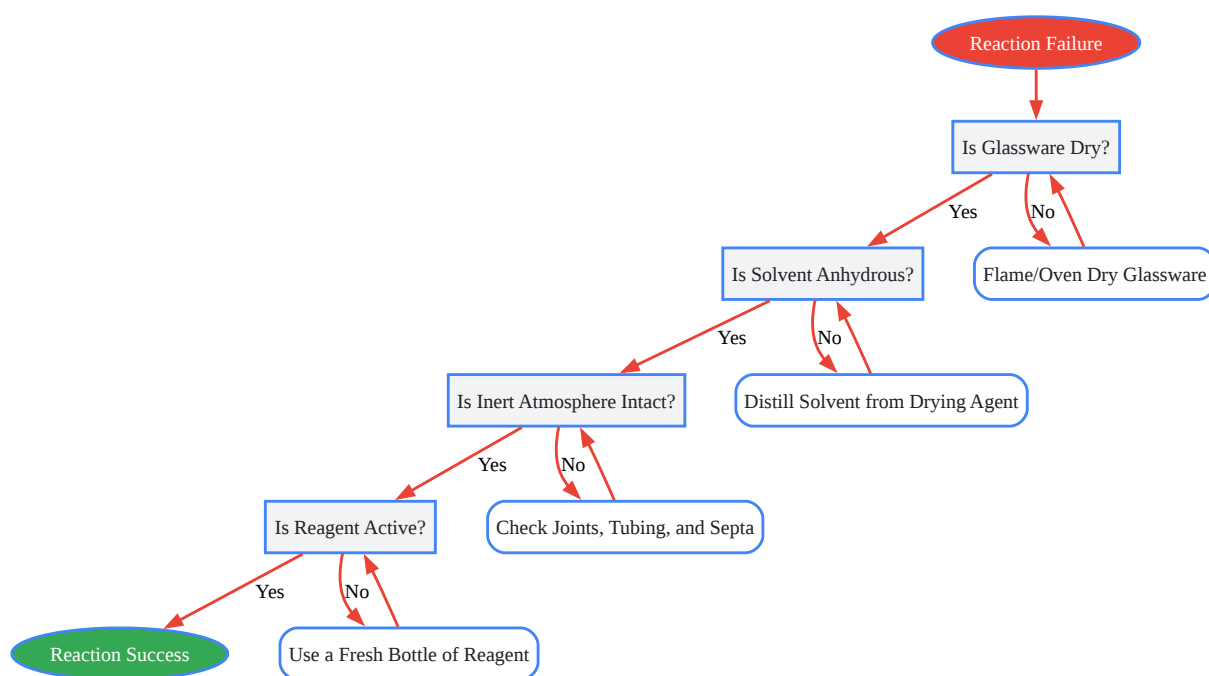 Reaction Failure
Is Glassware Dry?
Yes
No
Is Solvent Anhydrous?
Flame/Oven Dry Glassware
Yes
No
Is Inert Atmosphere Intact?
Distill Solvent from Drying Agent
Yes
No
Is Reagent Active?
Check Joints, Tubing, and Septa
Yes
No
Reaction Success
Use a Fresh Bottle of Reagent